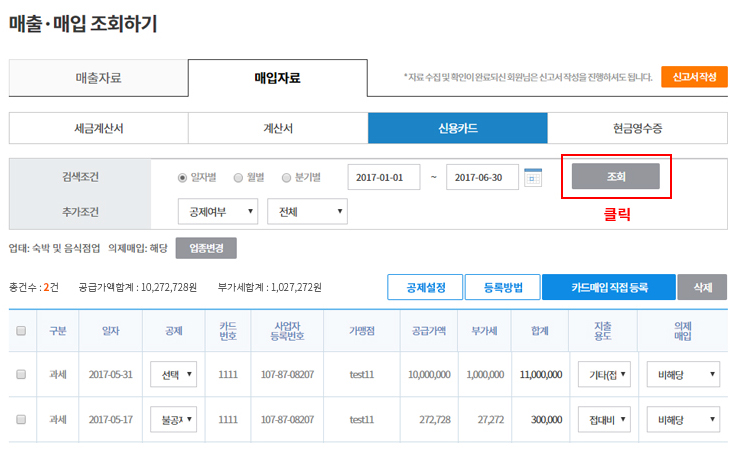 매출·매입 조회하기
매출자료 매입자료 *자료 수집 및 확인이 완료되신 회원님은 신고서 작성을 진행하셔도 됩니다. 신고서 작성
세금계산서 계산서 신용카드 현금영수증
검색조건 일자별 월별 분기별 2017-01-01 ~ 2017-06-30 조회
클릭
추가조건 공제여부 전체
업태: 숙박 및 음식점업 의제매입: 해당 업종변경
총건수 : 2건 공급가액합계 : 10,272,728원 부가세합계 : 1,027,272원 공제설정 등록방법 카드매입 직접 등록 삭제
구분 일자 공제 카드 번호 사업자 등록번호 가맹점 공급가액 부가세 합계 지출 용도 의제 매입
과세 2017-05-31 선택 1111 107-87-08207 test11 10,000,000 1,000,000 11,000,000 기타(접 비해당
과세 2017-05-17 불공제 1111 107-87-08207 test11 272,728 27,272 300,000 접대비 비해당